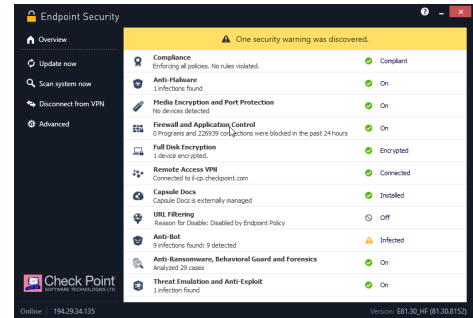 Endpoint Security
? – ×
Overview
One security warning was discovered.
Update now
Scan system now
Disconnect from VPN
Advanced
Compliance
Enforcing all policies. No rules violated.
Compliant
Anti-Malware
1 infections found
On
Media Encryption and Port Protection
No devices detected
On
Firewall and Application Control
0 Programs and 226939 connections were blocked in the past 24 hours
On
Full Disk Encryption
1 device encrypted.
Encrypted
Remote Access VPN
Connected to il-cp.checkpoint.com
Connected
Capsule Docs
Capsule Docs is externally managed
Installed
URL Filtering
Reason for Disable: Disabled by Endpoint Policy
Off
Anti-Bot
9 infections found: 9 detected
Infected
Anti-Ransomware, Behavioral Guard and Forensics
Analyzed 29 cases
On
Threat Emulation and Anti-Exploit
1 infection found
On
Check Point
SOFTWARE TECHNOLOGIES LTD.
Online | 194.29.34.135
Version: E81.30_HF (81.30.8152)